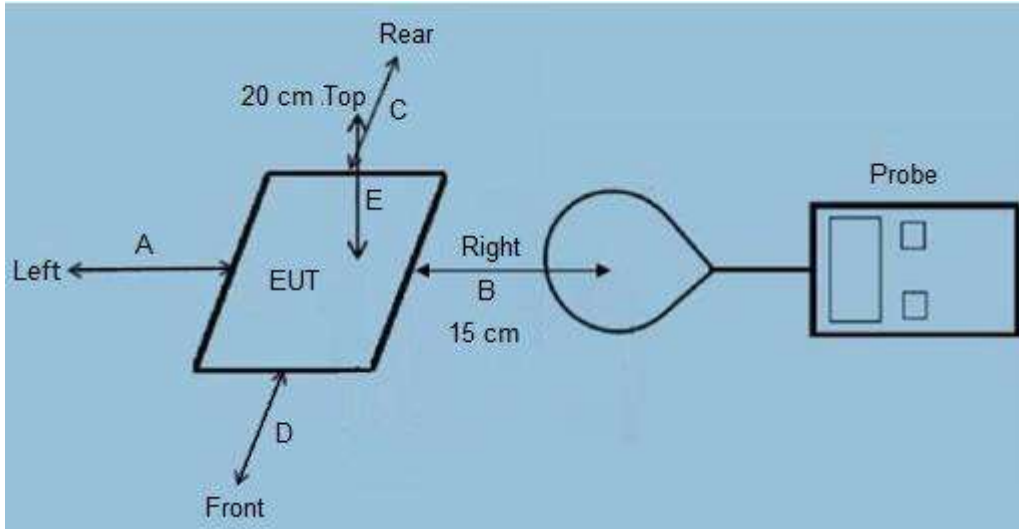 Rear
20 cm .Top
C
Probe
E
A
Right
Left
EUT
B
15 cm
D
Front